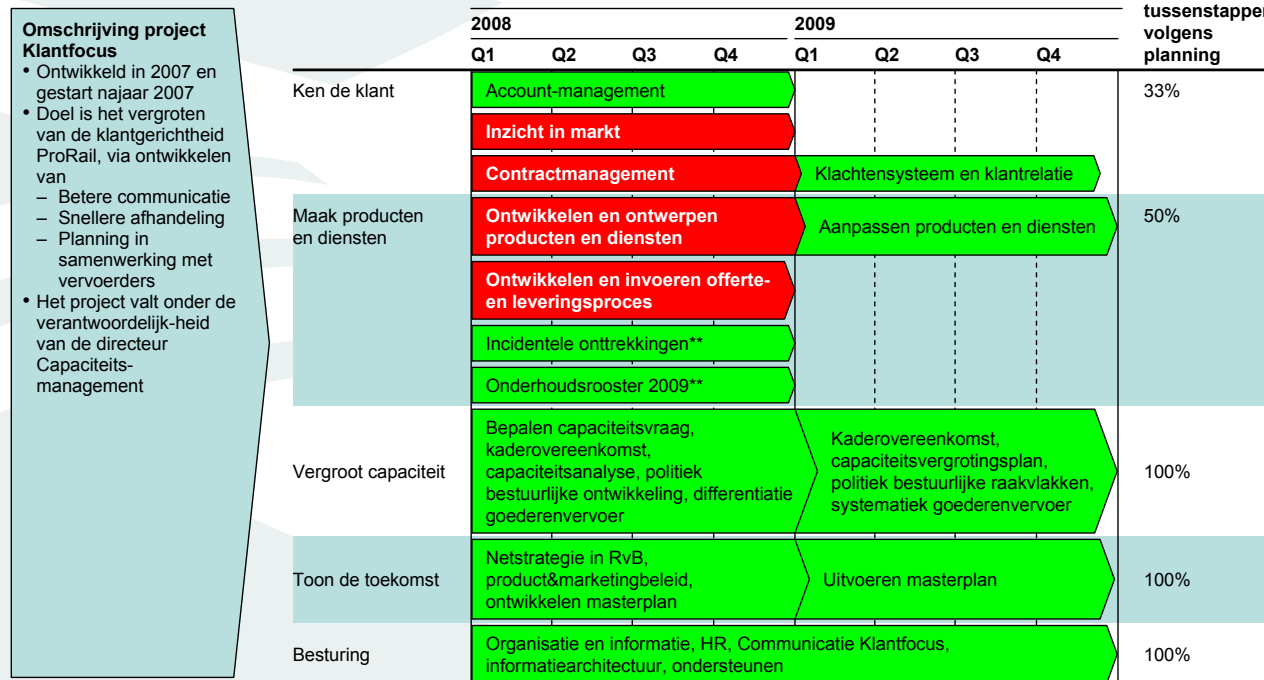 Omschrijving project
Klantfocus
• Ontwikkeld in 2007 en
gestart najaar 2007
• Doel is het vergroten
van de klantgerichtheid
ProRail, via ontwikkelen
van
– Betere communicatie
– Snellere afhandeling
– Planning in
samenwerking met
vervoerders
• Het project valt onder de
verantwoordelijk-heid
van de directeur
Capaciteits-
management
2008
2009
tussenstappen
volgens
planning
Q1 Q2 Q3 Q4 Q1 Q2 Q3 Q4
Ken de klant
Account-management
33%
Inzicht in markt
Contractmanagement
Klachtensysteem en klantrelatie
Maak producten
en diensten
Ontwikkelen en ontwerpen
producten en diensten
Aanpassen producten en diensten
50%
Ontwikkelen en invoeren offerte-
en leveringsproces
Incidentele onttrekkingen**
Onderhoudsrooster 2009**
Vergroot capaciteit
Bepalen capaciteitsvraag,
kaderovereenkomst,
capaciteitsanalyse, politiek
bestuurlijke ontwikkeling, differentiatie
goederenvervoer
Kaderovereenkomst,
capaciteitsvergrotingsplan,
politiek bestuurlijke raakvlakken,
systematiek goederenvervoer
100%
Toon de toekomst
Netstrategie in RvB,
product&marketingbeleid,
ontwikkelen masterplan
Uitvoeren masterplan
100%
Besturing
Organisatie en informatie, HR, Communicatie Klantfocus,
informatiearchitectuur, ondersteunen
100%